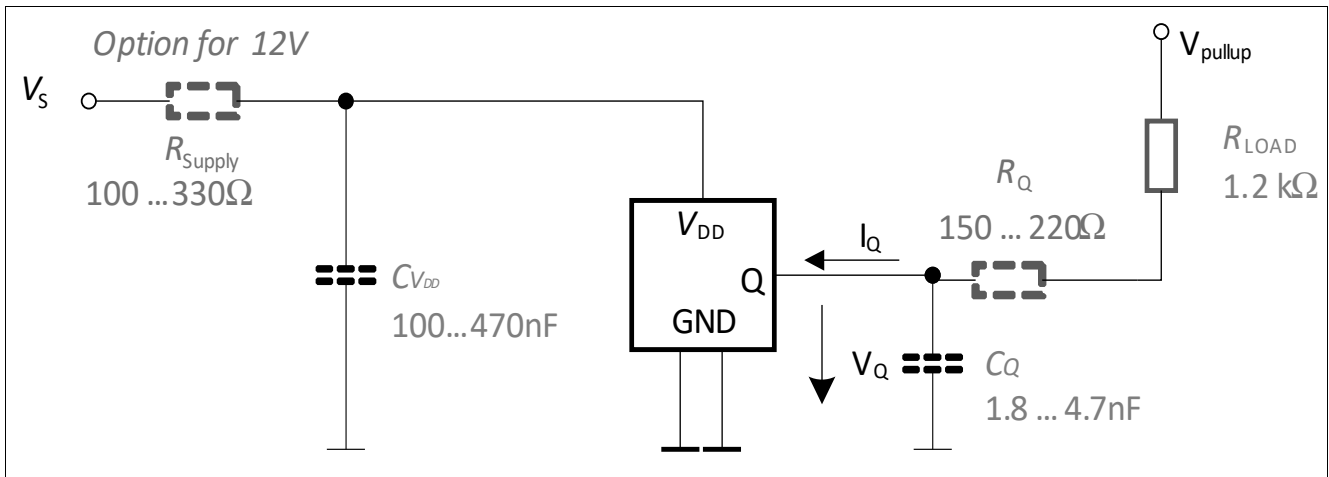 Option for 12V
V_S
R_Supply
100 ...330Ω
C_VDD
100...470nF
V_DD
Q
GND
I_Q
V_Q
R_Q
150 ... 220Ω
C_Q
1.8 ... 4.7nF
V_pullup
R_LOAD
1.2 kΩ